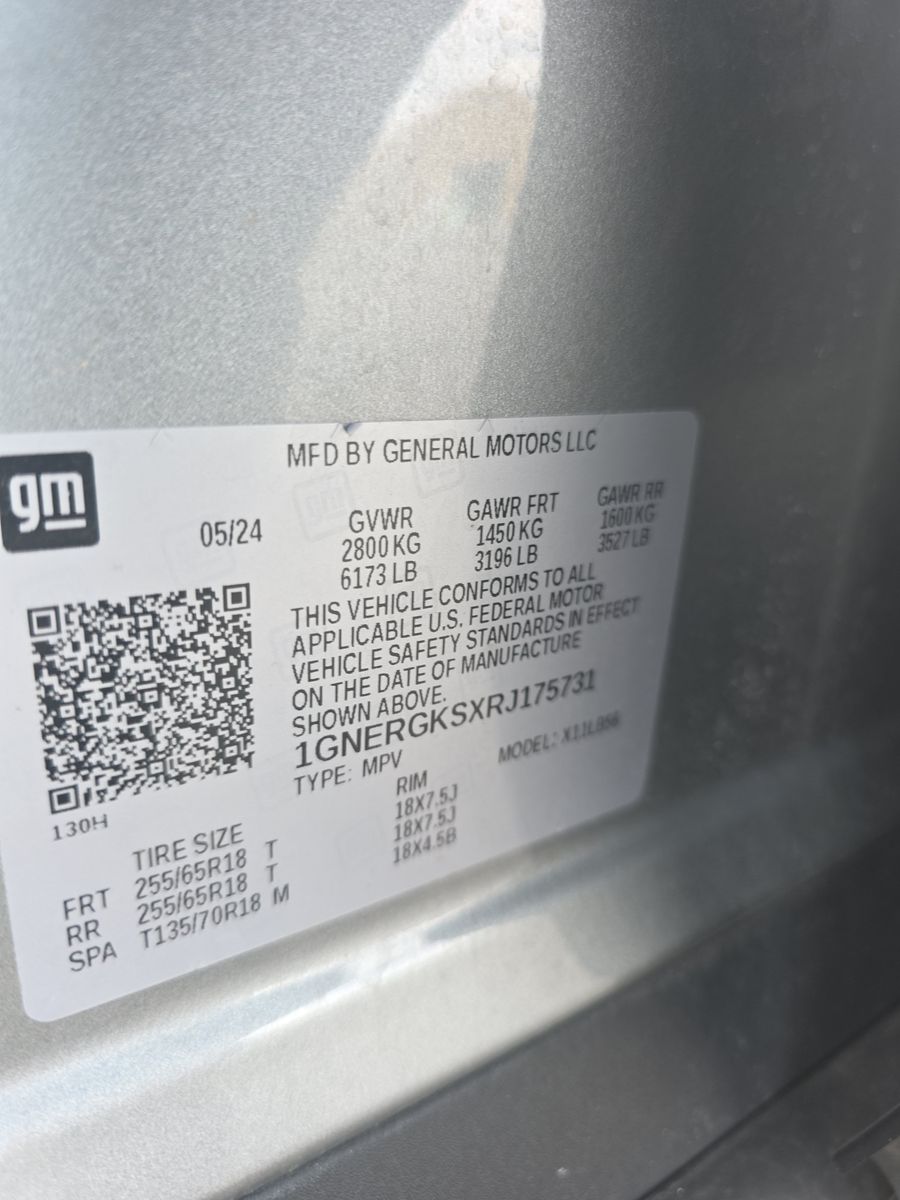 gm
MFD BY GENERAL MOTORS LLC
05/24 GVWR GAWR FRT GAWR RR
2800 KG 1450 KG 1600 KG
6173 LB 3196 LB 3527 LB
THIS VEHICLE CONFORMS TO ALL
APPLICABLE U.S. FEDERAL MOTOR
VEHICLE SAFETY STANDARDS IN EFFECT
ON THE DATE OF MANUFACTURE
SHOWN ABOVE.
1GNERGKSXRJ175731
TYPE: MPV MODEL:
130H
TIRE SIZE RIM
FRT 255/65R18 T 18X7.5J
RR 255/65R18 T 18X7.5J
SPA T135/70R18 M 18X4.5B